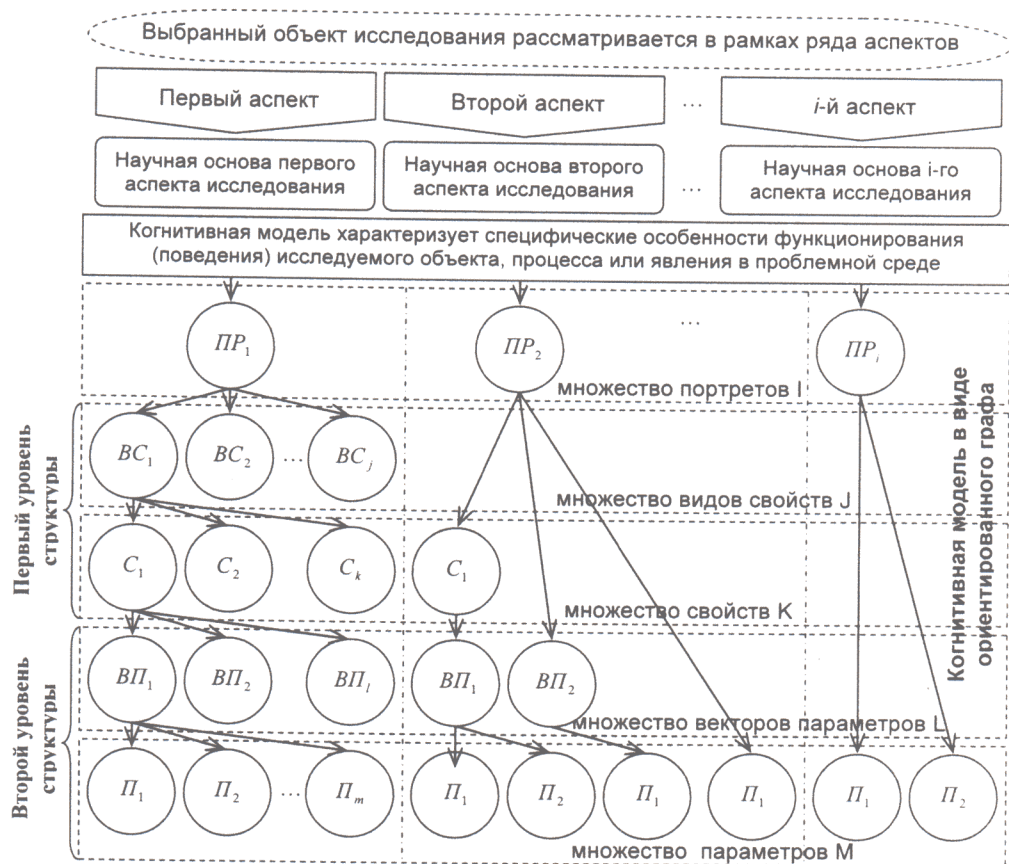 Выбранный объект исследования рассматривается в рамках ряда аспектов
Первый аспект
Второй аспект
...
i-й аспект
Научная основа первого
аспекта исследования
Научная основа второго
аспекта исследования
...
Научная основа i-го
аспекта исследования
Когнитивная модель характеризует специфические особенности функционирования
(поведения) исследуемого объекта, процесса или явления в проблемной среде
ПР₁
ПР₂
...
ПРᵢ
множество портретов I
ВС₁
ВС₂
...
ВСⱼ
множество видов свойств J
С₁
С₂
Сₖ
С₁
множество свойств K
ВП₁
ВП₂
ВПₗ
ВП₁
ВП₂
множество векторов параметров L
П₁
П₂
...
Пₘ
П₁
П₂
П₁
П₁
П₁
П₂
множество параметров M
Первый уровень
структуры
Второй уровень
структуры
Когнитивная модель в виде
ориентированного графа